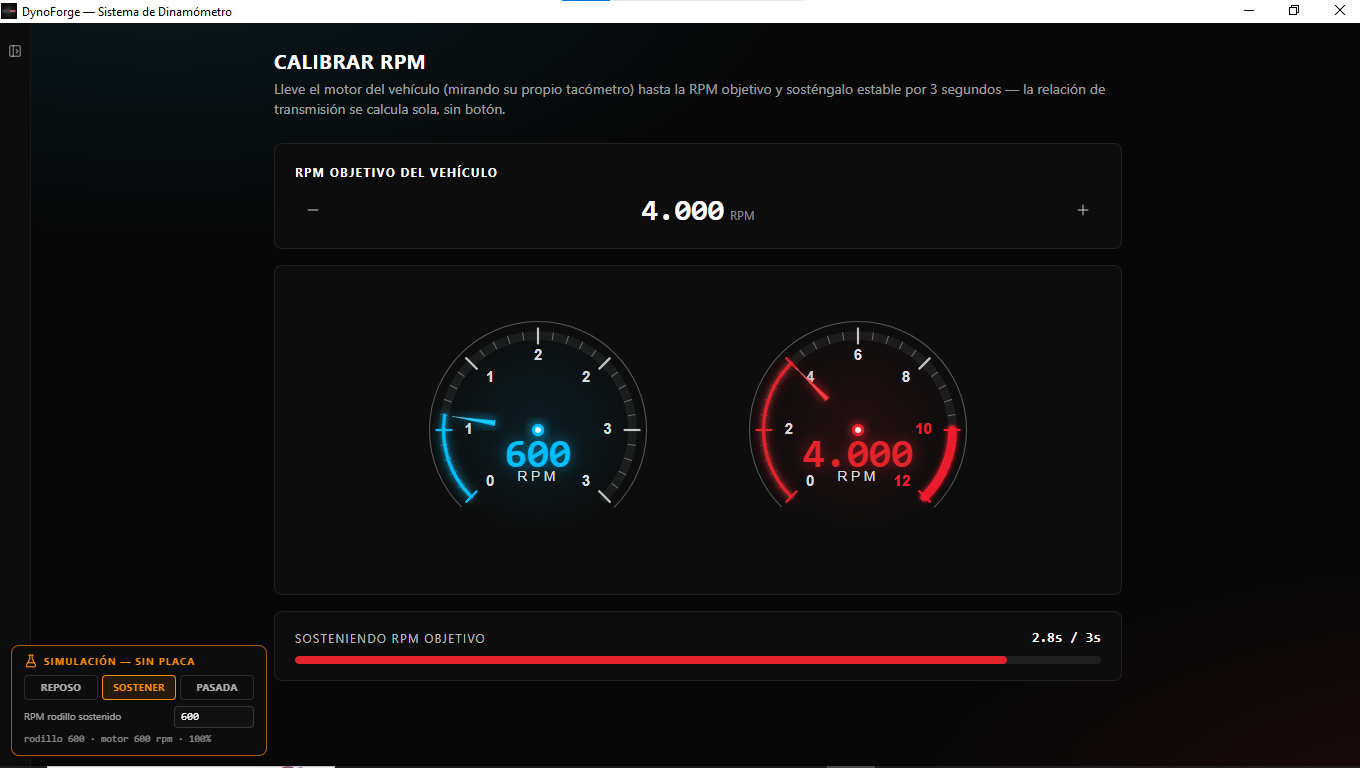 DynoForge — Sistema de Dinamómetro
CALIBRAR RPM
Lleve el motor del vehículo (mirando su propio tacómetro) hasta la RPM objetivo y sosténgalo estable por 3 segundos — la relación de
transmisión se calcula sola, sin botón.
RPM OBJETIVO DEL VEHÍCULO
− 4.000 RPM +
0 1 1 2 2 3 3
600
RPM
0 2 4 6 8 10 12
4.000
RPM
SOSTENIENDO RPM OBJETIVO 2.8s / 3s
SIMULACIÓN — SIN PLACA
REPOSO SOSTENER PASADA
RPM rodillo sostenido 600
rodillo 600 · motor 600 rpm · 100%